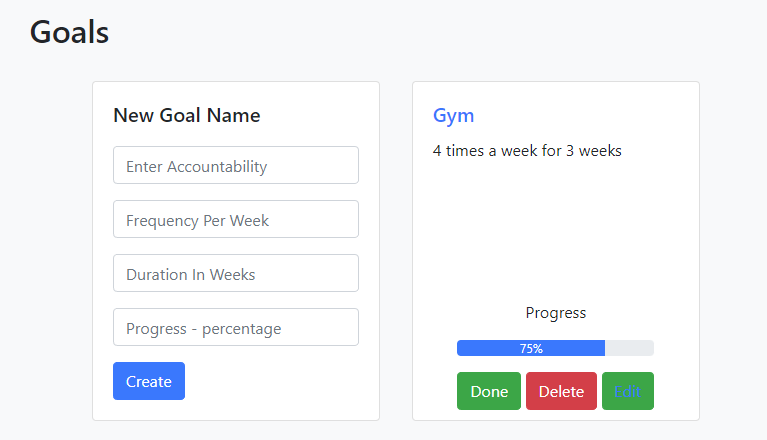 Goals
New Goal Name
Enter Accountability
Frequency Per Week
Duration In Weeks
Progress - percentage
Create
Gym
4 times a week for 3 weeks
Progress
75%
Done Delete Edit